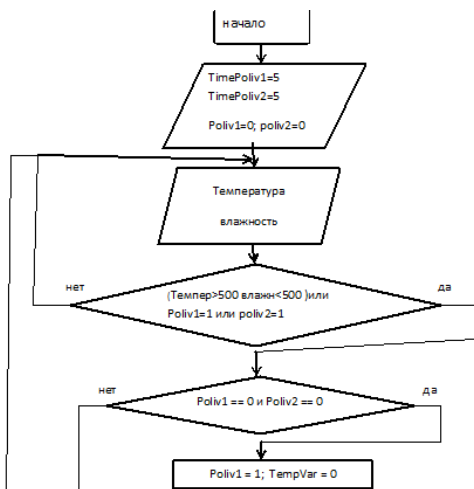 начало
TimePoliv1=5
TimePoliv2=5
Poliv1=0; poliv2=0
Температура
влажность
нет
да
(Темпер>500 влажн<500 )или
Poliv1=1 или poliv2=1
нет
да
Poliv1 == 0 и Poliv2 == 0
Poliv1 = 1; TempVar = 0